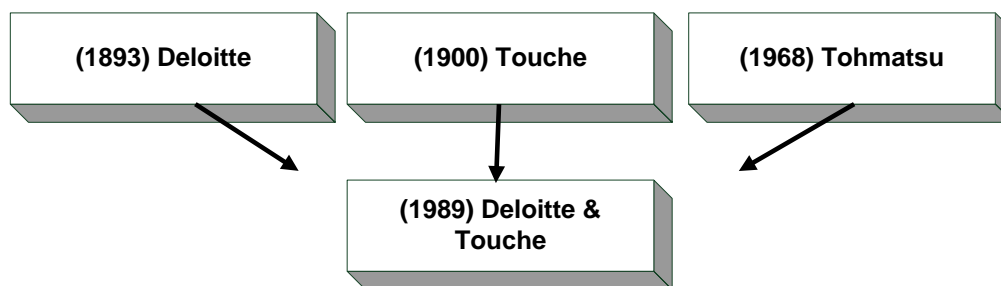 (1893) Deloitte
(1900) Touche
(1968) Tohmatsu
(1989) Deloitte &
Touche